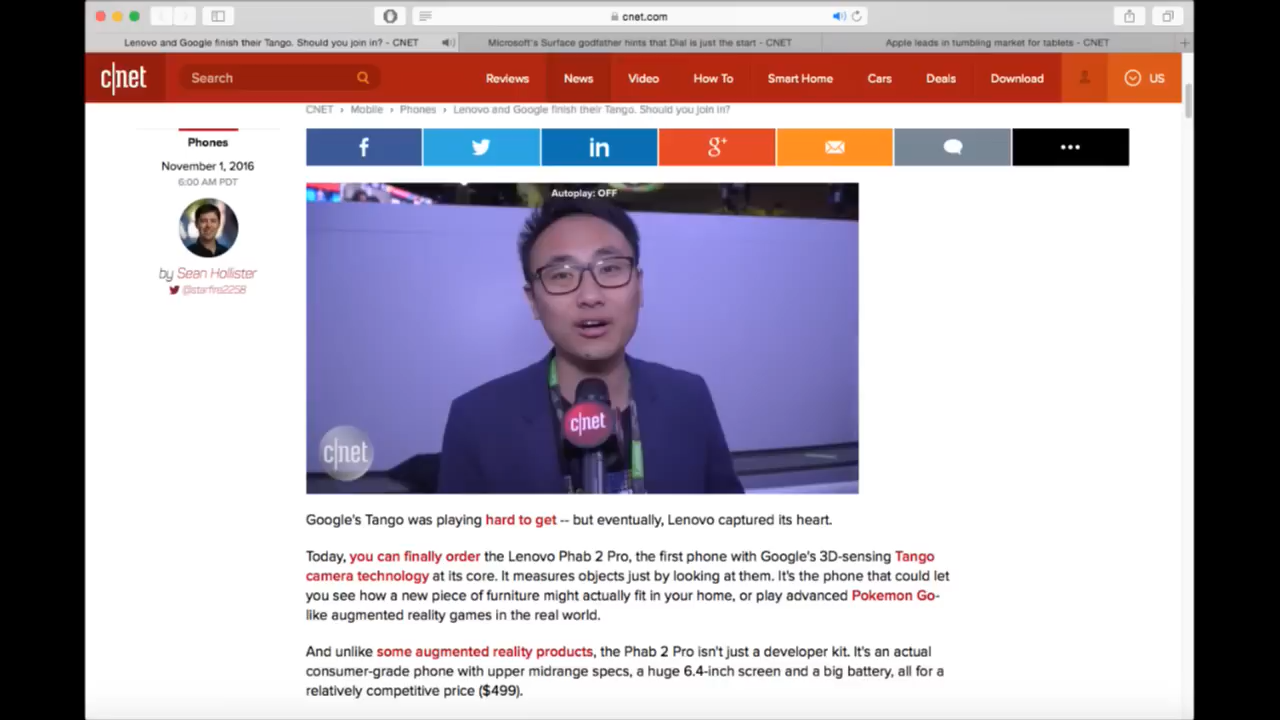 cnet.com
Lenovo and Google finish their Tango. Should you join in? - CNET
Microsoft's Surface godfather hints that Dial is just the start - CNET
Apple leads in tumbling market for tablets - CNET
c|net
Search
Reviews
News
Video
How To
Smart Home
Cars
Deals
Download
US
CNET > Mobile > Phones > Lenovo and Google finish their Tango. Should you join in?
Phones
November 1, 2016
6:00 AM PDT
by Sean Hollister
@starfire2258
f
in
g+
Autoplay: OFF
c|net
c|net
Google's Tango was playing hard to get -- but eventually, Lenovo captured its heart.
Today, you can finally order the Lenovo Phab 2 Pro, the first phone with Google's 3D-sensing Tango
camera technology at its core. It measures objects just by looking at them. It's the phone that could let
you see how a new piece of furniture might actually fit in your home, or play advanced Pokemon Go-
like augmented reality games in the real world.
And unlike some augmented reality products, the Phab 2 Pro isn't just a developer kit. It's an actual
consumer-grade phone with upper midrange specs, a huge 6.4-inch screen and a big battery, all for a
relatively competitive price ($499).